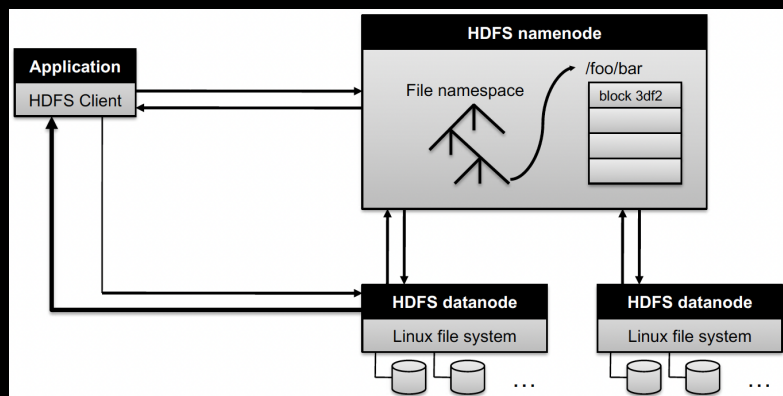 HDFS namenode
Application
HDFS Client
File namespace
/foo/bar
block 3df2
HDFS datanode
Linux file system
...
HDFS datanode
Linux file system
...